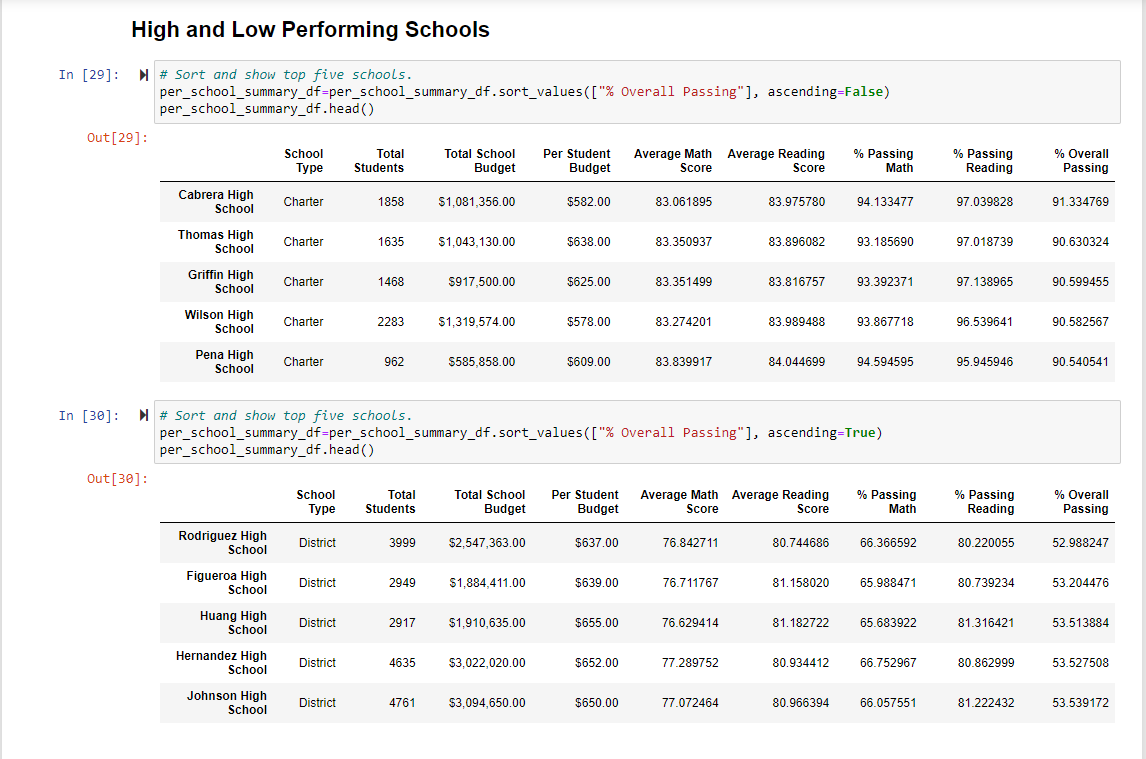 High and Low Performing Schools
In [29]:
# Sort and show top five schools.
per_school_summary_df=per_school_summary_df.sort_values(["% Overall Passing"], ascending=False)
per_school_summary_df.head()
Out[29]:
School Total Total School Per Student Average Math Average Reading % Passing % Passing % Overall
Type Students Budget Budget Score Score Math Reading Passing
Cabrera High
School Charter 1858 $1,081,356.00 $582.00 83.061895 83.975780 94.133477 97.039828 91.334769
Thomas High
School Charter 1635 $1,043,130.00 $638.00 83.350937 83.896082 93.185690 97.018739 90.630324
Griffin High
School Charter 1468 $917,500.00 $625.00 83.351499 83.816757 93.392371 97.138965 90.599455
Wilson High
School Charter 2283 $1,319,574.00 $578.00 83.274201 83.989488 93.867718 96.539641 90.582567
Pena High
School Charter 962 $585,858.00 $609.00 83.839917 84.044699 94.594595 95.945946 90.540541
In [30]:
# Sort and show top five schools.
per_school_summary_df=per_school_summary_df.sort_values(["% Overall Passing"], ascending=True)
per_school_summary_df.head()
Out[30]:
School Total Total School Per Student Average Math Average Reading % Passing % Passing % Overall
Type Students Budget Budget Score Score Math Reading Passing
Rodriguez High
School District 3999 $2,547,363.00 $637.00 76.842711 80.744686 66.366592 80.220055 52.988247
Figueroa High
School District 2949 $1,884,411.00 $639.00 76.711767 81.158020 65.988471 80.739234 53.204476
Huang High
School District 2917 $1,910,635.00 $655.00 76.629414 81.182722 65.683922 81.316421 53.513884
Hernandez High
School District 4635 $3,022,020.00 $652.00 77.289752 80.934412 66.752967 80.862999 53.527508
Johnson High
School District 4761 $3,094,650.00 $650.00 77.072464 80.966394 66.057551 81.222432 53.539172